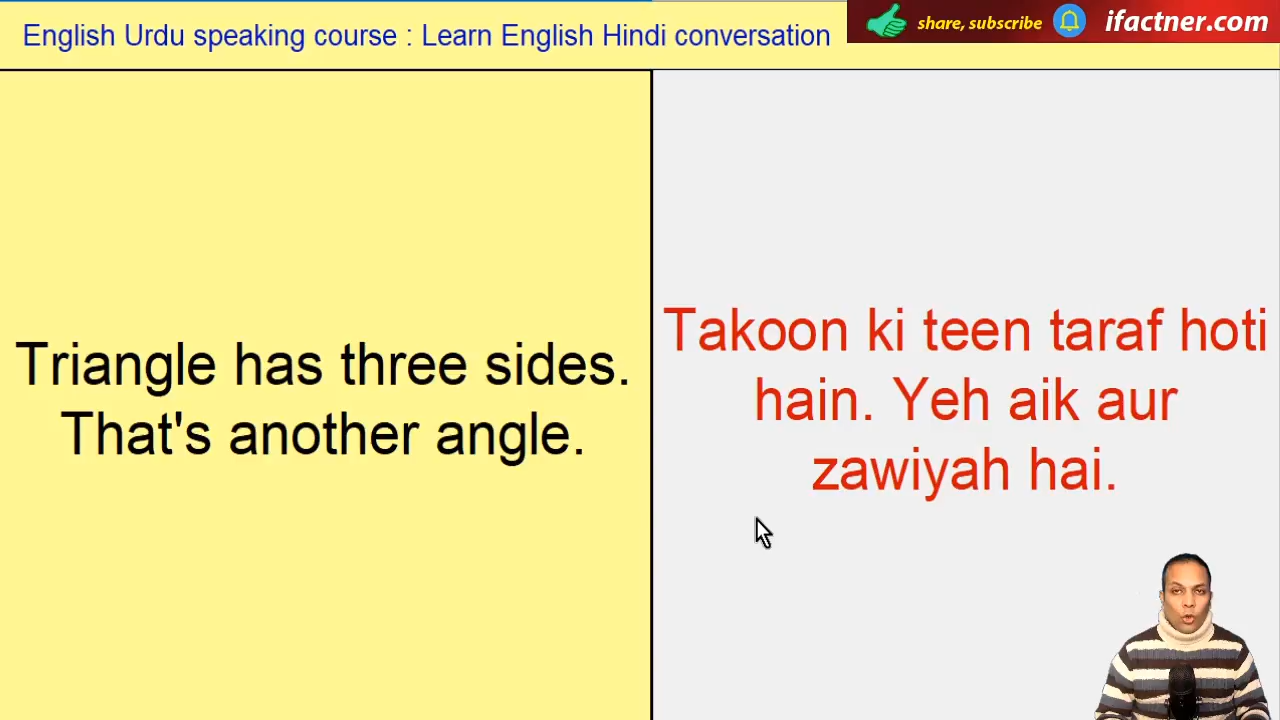 English Urdu speaking course : Learn English Hindi conversation
share, subscribe
ifactner.com
Triangle has three sides.
That's another angle.
Takoon ki teen taraf hoti
hain. Yeh aik aur
zawiyah hai.